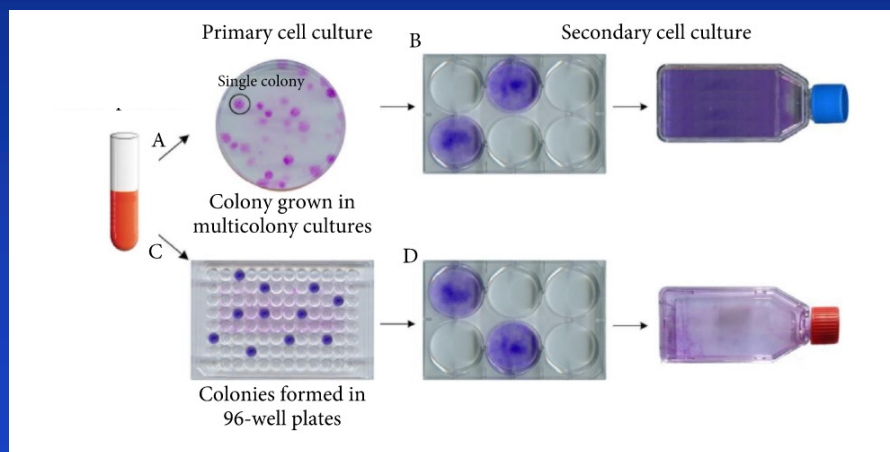 Primary cell culture
B
Secondary cell culture
Single colony
A
Colony grown in
multicolony cultures
C
D
Colonies formed in
96-well plates